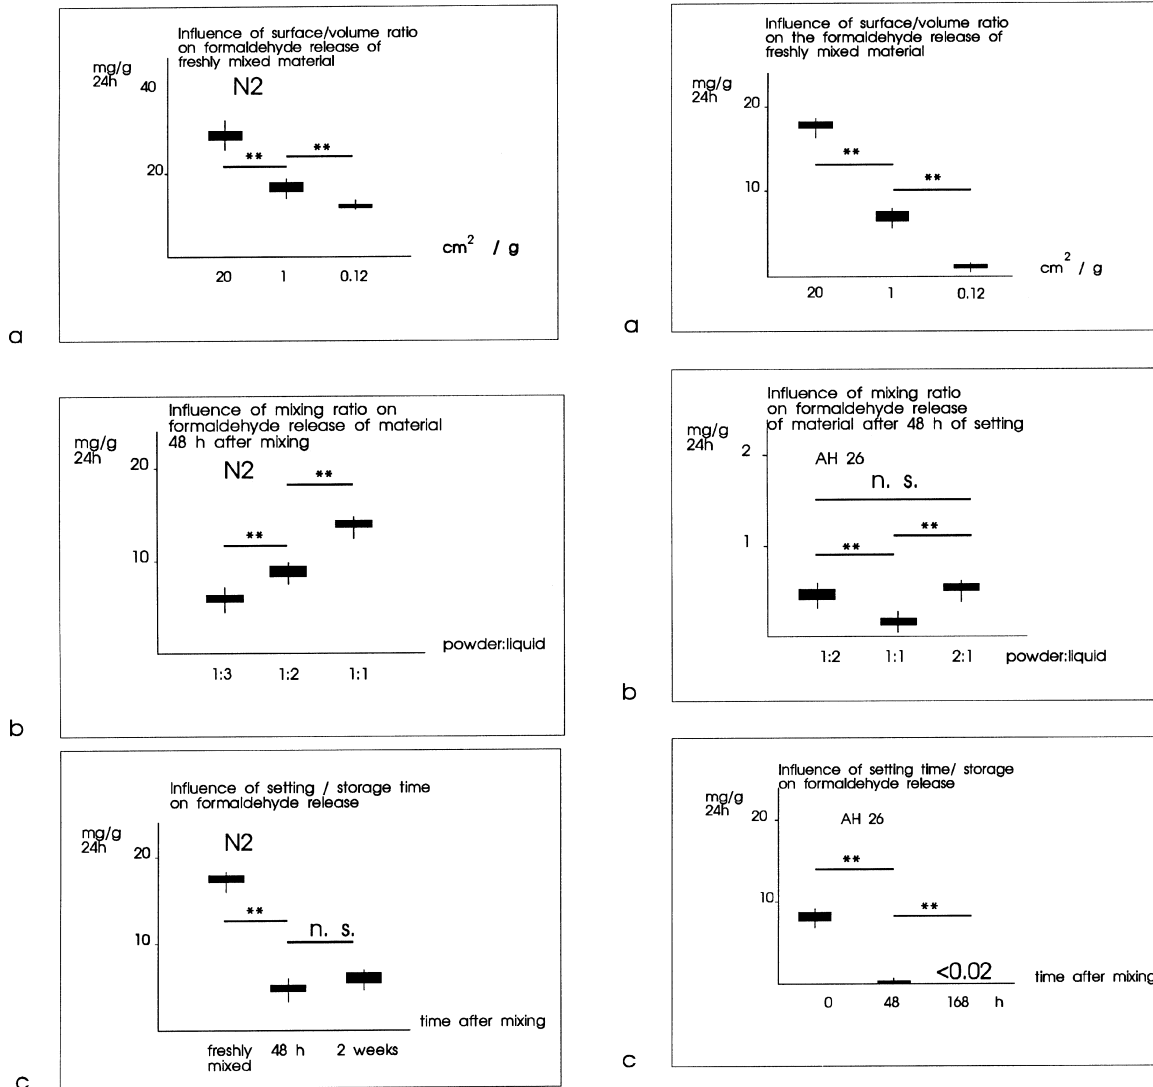 Influence of surface/volume ratio
on formaldehyde release of
freshly mixed material
mg/g
24h
40
N2
20
**
**
cm² / g
20 1 0.12
a
Influence of mixing ratio on
formaldehyde release of material
48 h after mixing
mg/g
24h
20
N2
**
**
10
powder:liquid
1:3 1:2 1:1
b
Influence of setting / storage time
on formaldehyde release
mg/g
24h
N2
20
**
n. s.
10
time after mixing
freshly mixed 48 h 2 weeks
c
Influence of surface/volume ratio
on the formaldehyde release of
freshly mixed material
mg/g
24h
20
**
**
10
cm² / g
20 1 0.12
a
Influence of mixing ratio
on formaldehyde release
of material after 48 h of setting
mg/g
24h
2
AH 26
n. s.
**
**
1
1:2 1:1 2:1 powder:liquid
b
Influence of setting time/ storage
on formaldehyde release
mg/g
24h
20
AH 26
**
**
10
<0.02
time after mixing
0 48 168 h
c